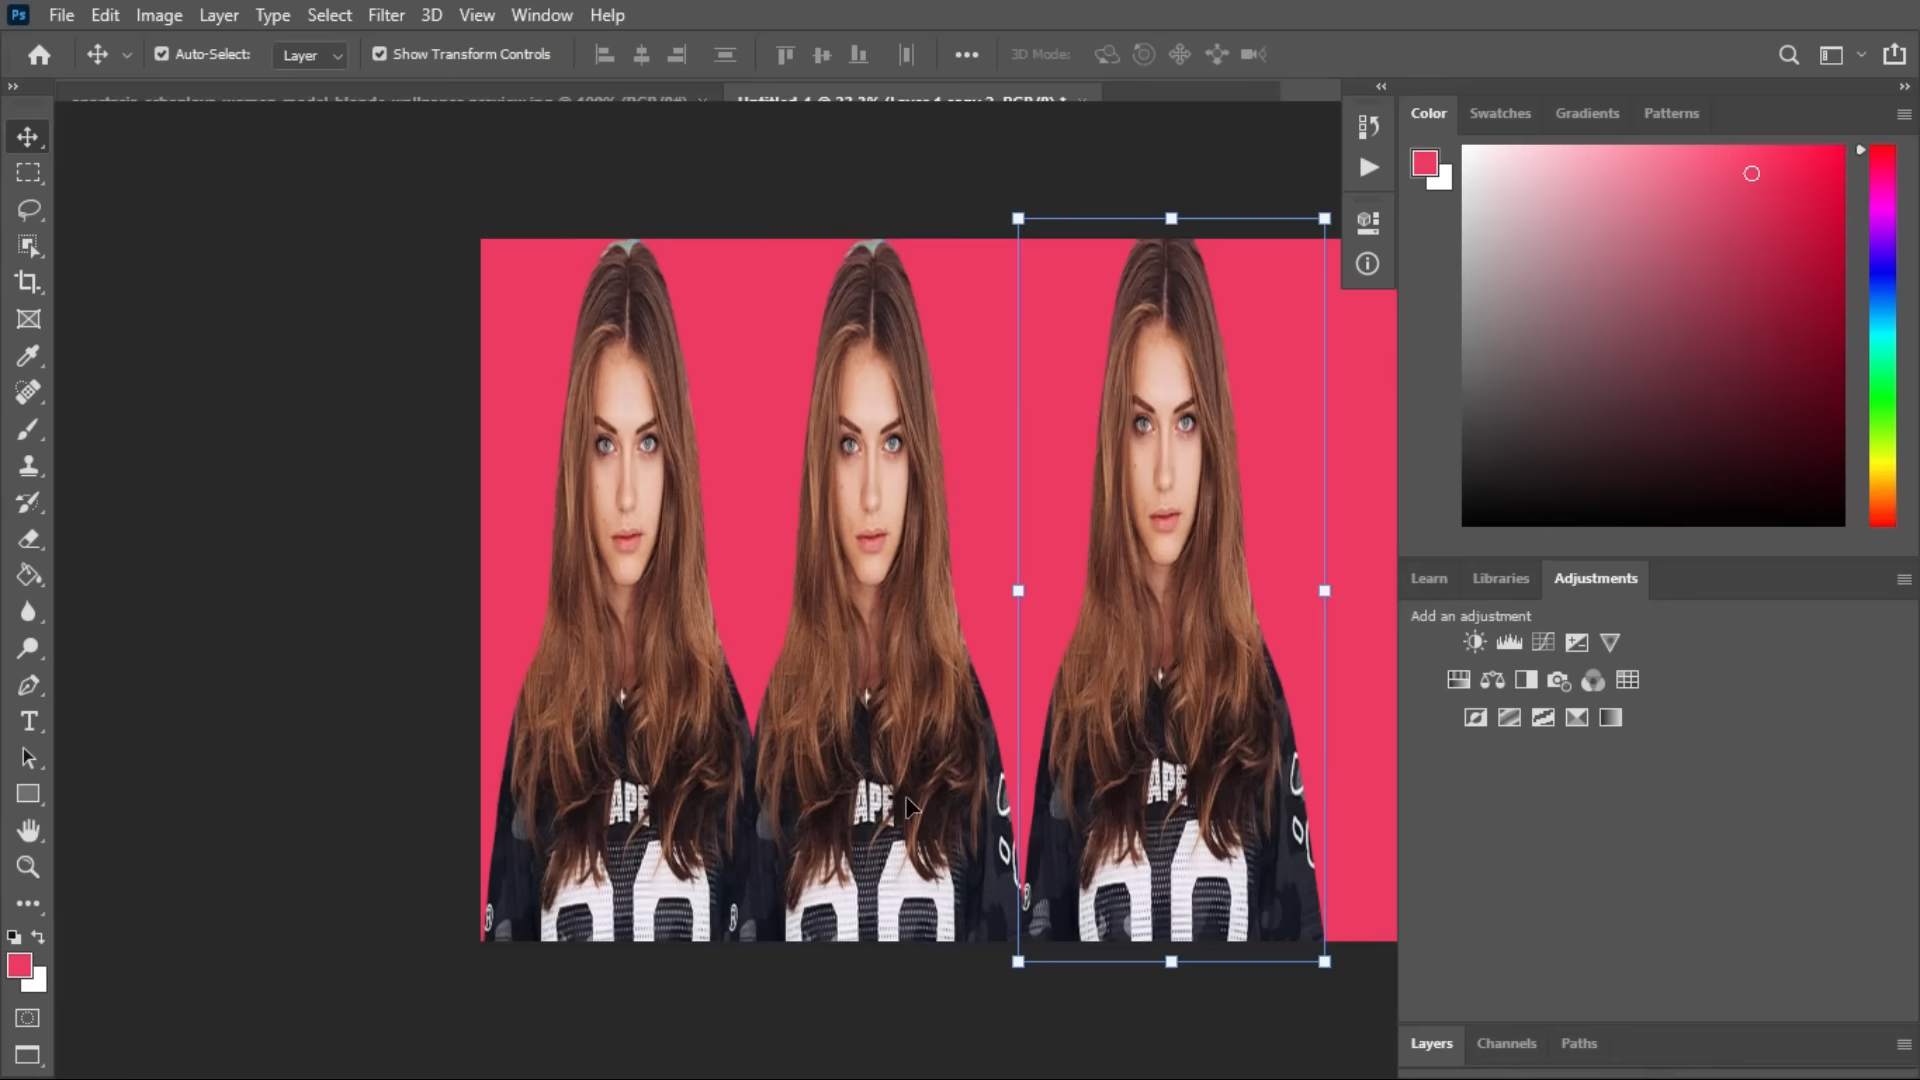 Ps File Edit Image Layer Type Select Filter 3D View Window Help
Auto-Select: Layer Show Transform Controls 3D Mode:
Color Swatches Gradients Patterns
Learn Libraries Adjustments
Add an adjustment
APE APE APE
Layers Channels Paths